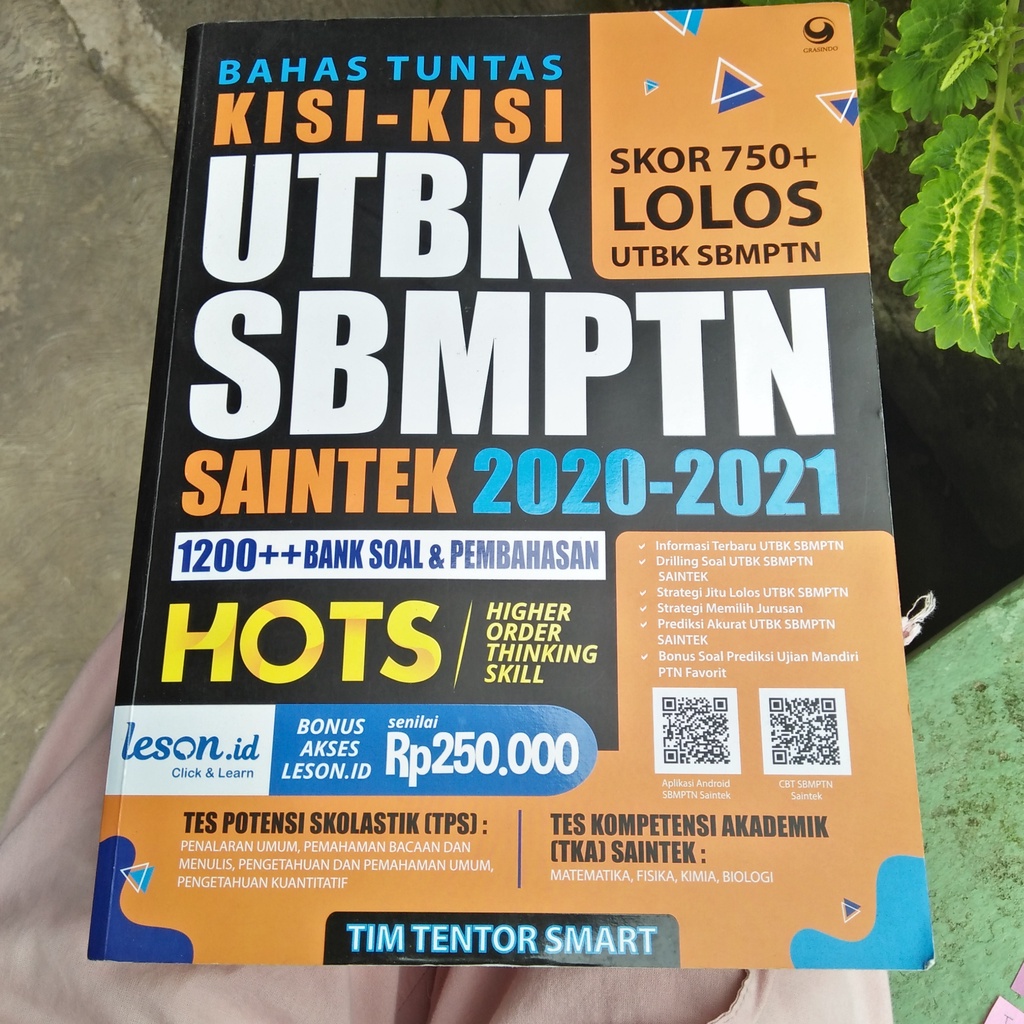 BAHAS TUNTAS
KISI-KISI
UTBK
SBMPTN
SAINTEK 2020-2021
GRASINDO
SKOR 750+
LOLOS
UTBK SBMPTN
1200++ BANK SOAL & PEMBAHASAN
HOTS
HIGHER
ORDER
THINKING
SKILL
Informasi Terbaru UTBK SBMPTN
Drilling Soal UTBK SBMPTN
SAINTEK
Strategi Jitu Lolos UTBK SBMPTN
Strategi Memilih Jurusan
Prediksi Akurat UTBK SBMPTN
SAINTEK
Bonus Soal Prediksi Ujian Mandiri
PTN Favorit
Aplikasi Android
SBMPTN Saintek
CBT SBMPTN
Saintek
leson.id
Click & Learn
BONUS
AKSES
LESON.ID
senilai
Rp250.000
TES POTENSI SKOLASTIK (TPS) :
PENALARAN UMUM, PEMAHAMAN BACAAN DAN
MENULIS, PENGETAHUAN DAN PEMAHAMAN UMUM,
PENGETAHUAN KUANTITATIF
TES KOMPETENSI AKADEMIK
(TKA) SAINTEK :
MATEMATIKA, FISIKA, KIMIA, BIOLOGI
TIM TENTOR SMART